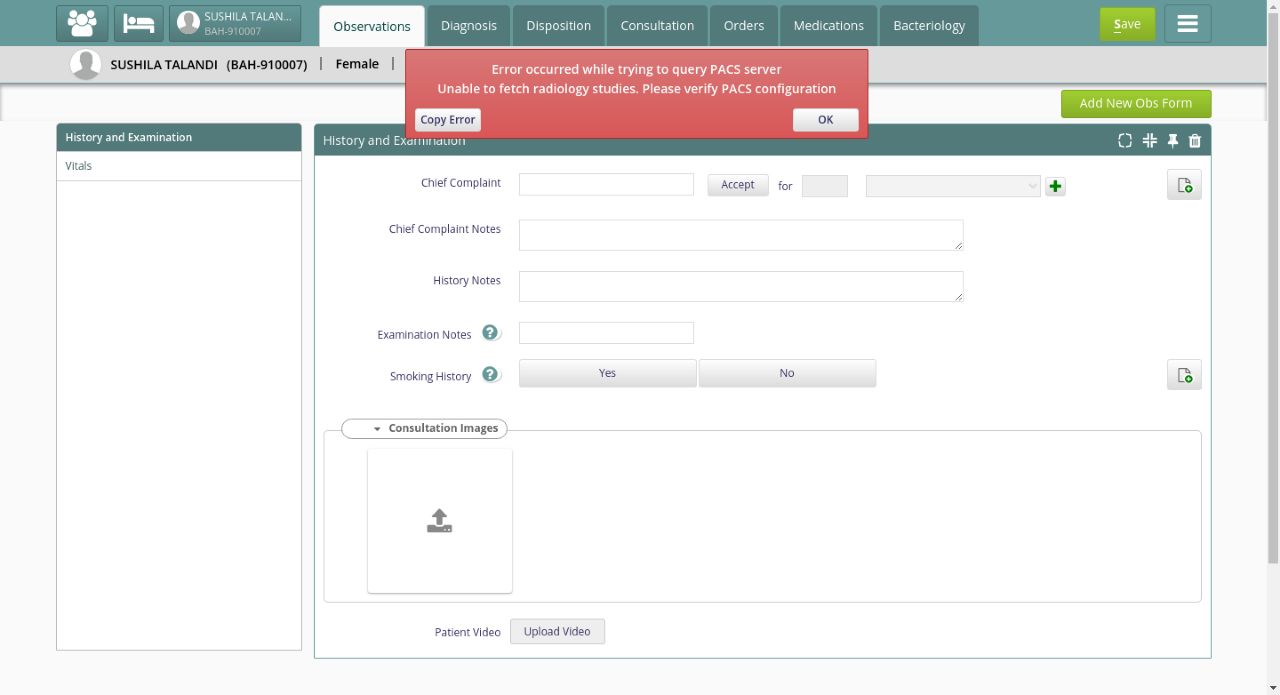 SUSHILA TALAN...
BAH-910007
Observations
Diagnosis
Disposition
Consultation
Orders
Medications
Bacteriology
Save
SUSHILA TALANDI (BAH-910007) | Female |
Error occurred while trying to query PACS server
Unable to fetch radiology studies. Please verify PACS configuration
Copy Error
OK
Add New Obs Form
History and Examination
Vitals
History and Examination
Chief Complaint
Accept
for
Chief Complaint Notes
History Notes
Examination Notes ?
Smoking History ?
Yes
No
Consultation Images
Patient Video
Upload Video